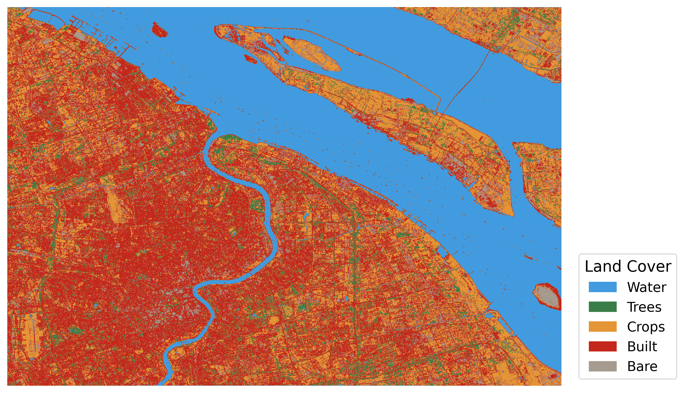 Land Cover
Water
Trees
Crops
Built
Bare